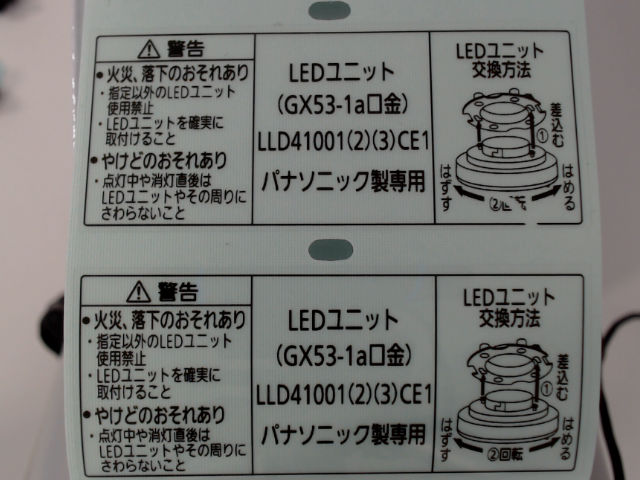 ⚠ 警告
● 火災、落下のおそれあり
・指定以外のLEDユニット
使用禁止
・LEDユニットを確実に
取付けること
● やけどのおそれあり
・点灯中や消灯直後は
LEDユニットやその周りに
さわらないこと
LEDユニット
(GX53-1a口金)
LLD41001(2)(3)CE1
パナソニック製専用
LEDユニット
交換方法
差込む
①
はずす
②回転
はめる
⚠ 警告
● 火災、落下のおそれあり
・指定以外のLEDユニット
使用禁止
・LEDユニットを確実に
取付けること
● やけどのおそれあり
・点灯中や消灯直後は
LEDユニットやその周りに
さわらないこと
LEDユニット
(GX53-1a口金)
LLD41001(2)(3)CE1
パナソニック製専用
LEDユニット
交換方法
差込む
①
はずす
②回転
はめる